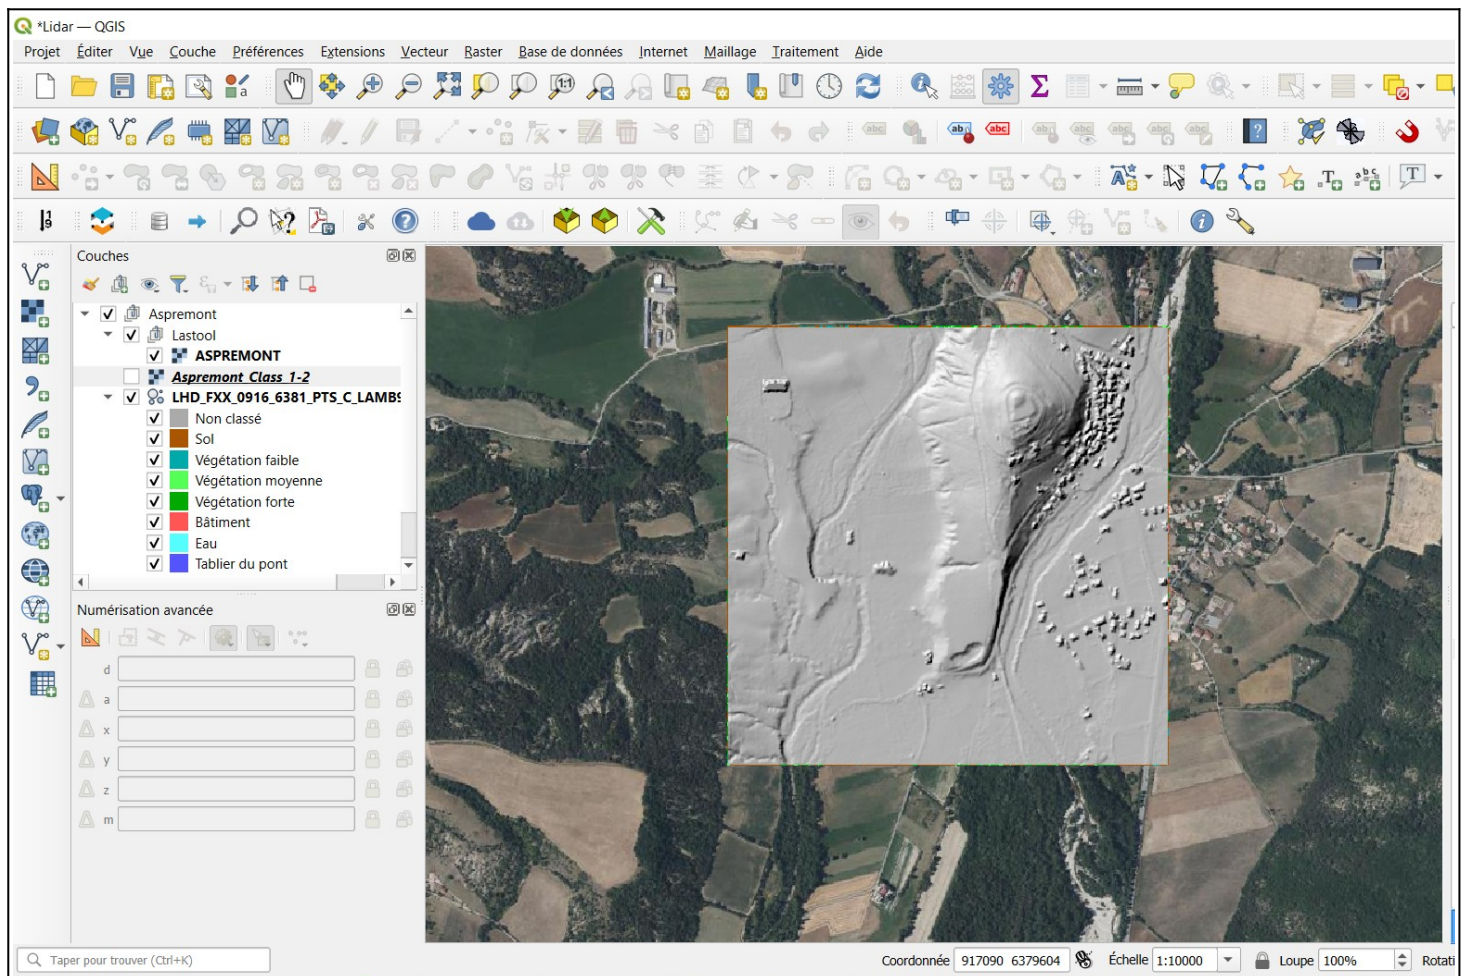 *Lidar — QGIS
Projet Éditer Vue Couche Préférences Extensions Vecteur Raster Base de données Internet Maillage Traitement Aide
Couches
Aspremont
Lastool
ASPREMONT
Aspremont Class 1-2
LHD_FXX_0916_6381_PTS_C_LAMB9
Non classé
Sol
Végétation faible
Végétation moyenne
Végétation forte
Bâtiment
Eau
Tablier du pont
Numérisation avancée
d
a
x
y
z
m
Taper pour trouver (Ctrl+K)
Coordonnée 917090 6379604 Échelle 1:10000 Loupe 100% Rotati